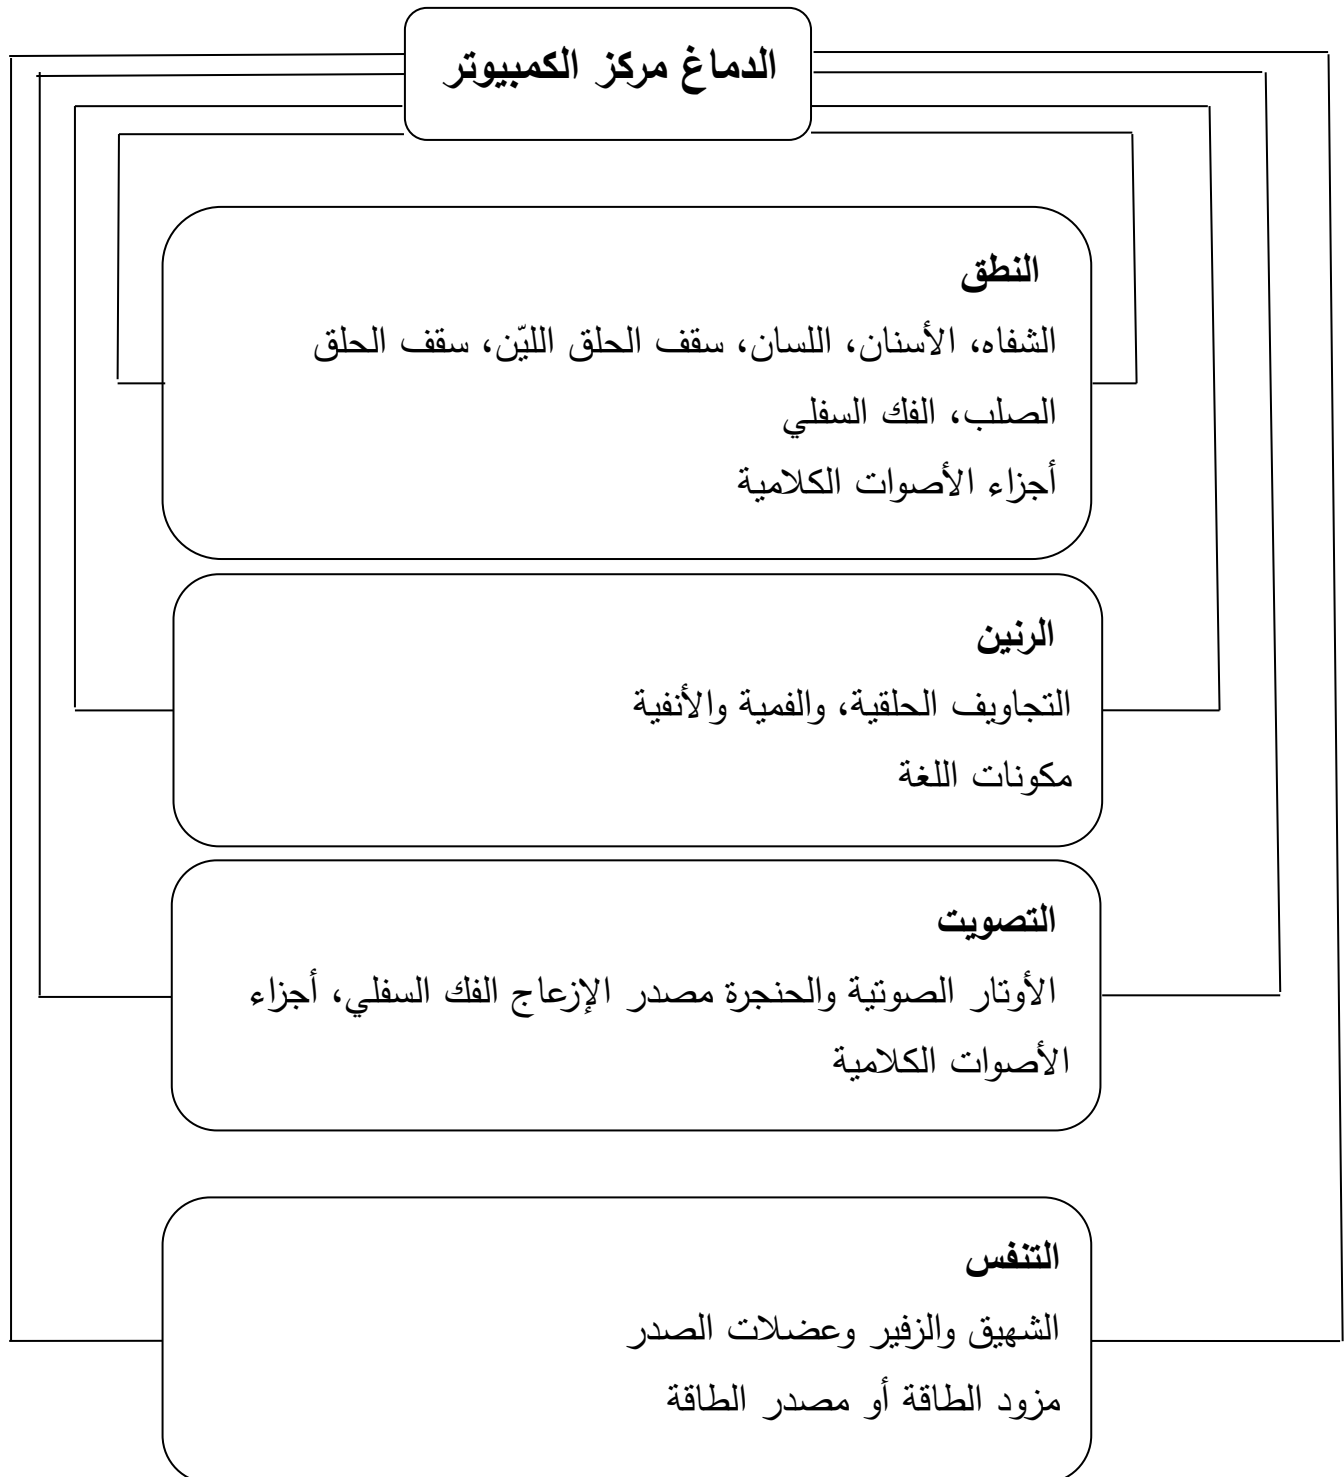 الدماغ مركز الكمبيوتر
النطق
الشفاه، الأسنان، اللسان، سقف الحلق الليّن، سقف الحلق
الصلب، الفك السفلي
أجزاء الأصوات الكلامية
الرنين
التجاويف الحلقية، والفمية والأنفية
مكونات اللغة
التصويت
الأوتار الصوتية والحنجرة مصدر الإزعاج الفك السفلي، أجزاء
الأصوات الكلامية
التنفس
الشهيق والزفير وعضلات الصدر
مزود الطاقة أو مصدر الطاقة